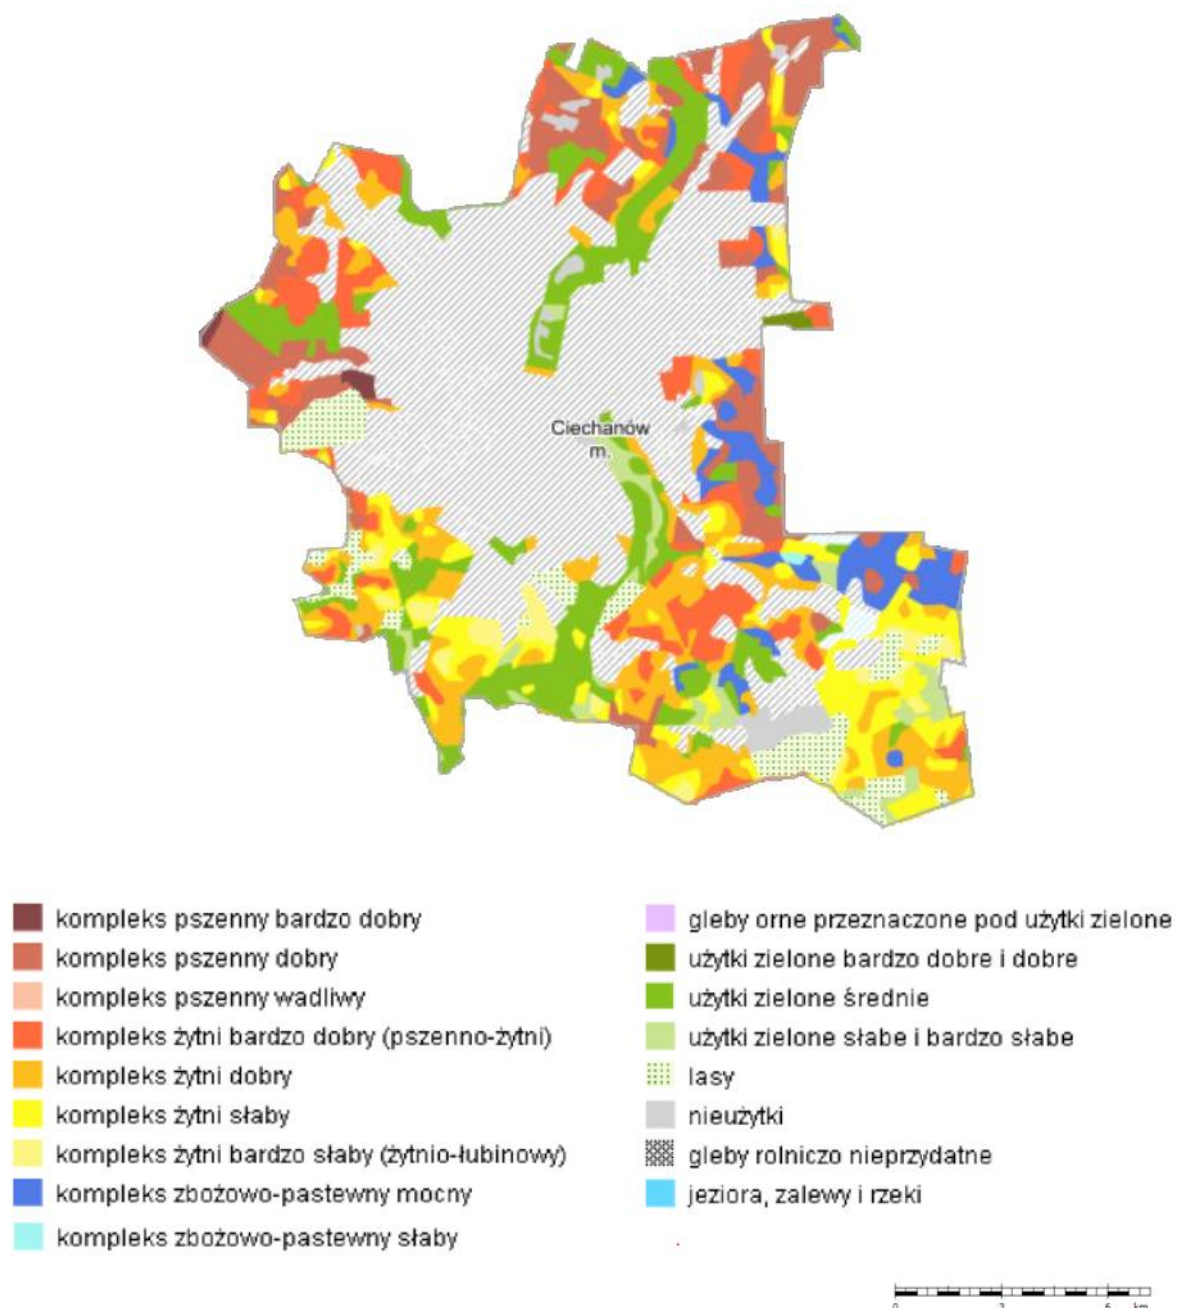 Ciechanów
m.
kompleks pszenny bardzo dobry
kompleks pszenny dobry
kompleks pszenny wadliwy
kompleks żytni bardzo dobry (pszenno-żytni)
kompleks żytni dobry
kompleks żytni słaby
kompleks żytni bardzo słaby (żytnio-łubinowy)
kompleks zbożowo-pastewny mocny
kompleks zbożowo-pastewny słaby
gleby orne przeznaczone pod użytki zielone
użytki zielone bardzo dobre i dobre
użytki zielone średnie
użytki zielone słabe i bardzo słabe
lasy
nieużytki
gleby rolniczo nieprzydatne
jeziora, zalewy i rzeki
0 3 6 km